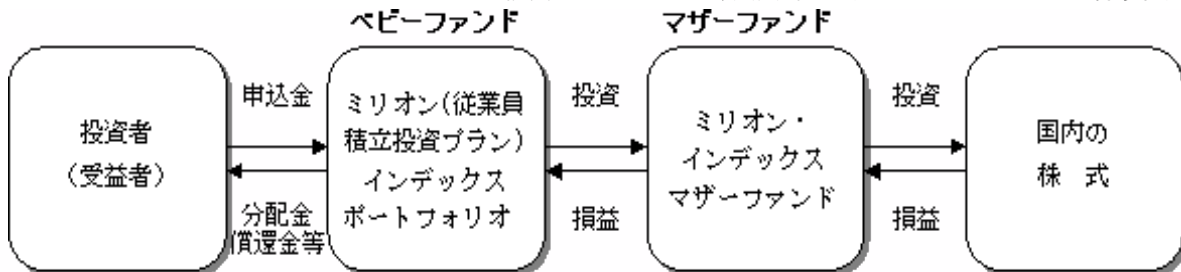 ベビーファンド
マザーファンド
投資者
(受益者)
申込金
分配金
償還金等
ミリオン(従業員
積立投資プラン)
インデックス
ポートフォリオ
投資
損益
ミリオン・
インデックス
マザーファンド
投資
損益
国内の
株 式